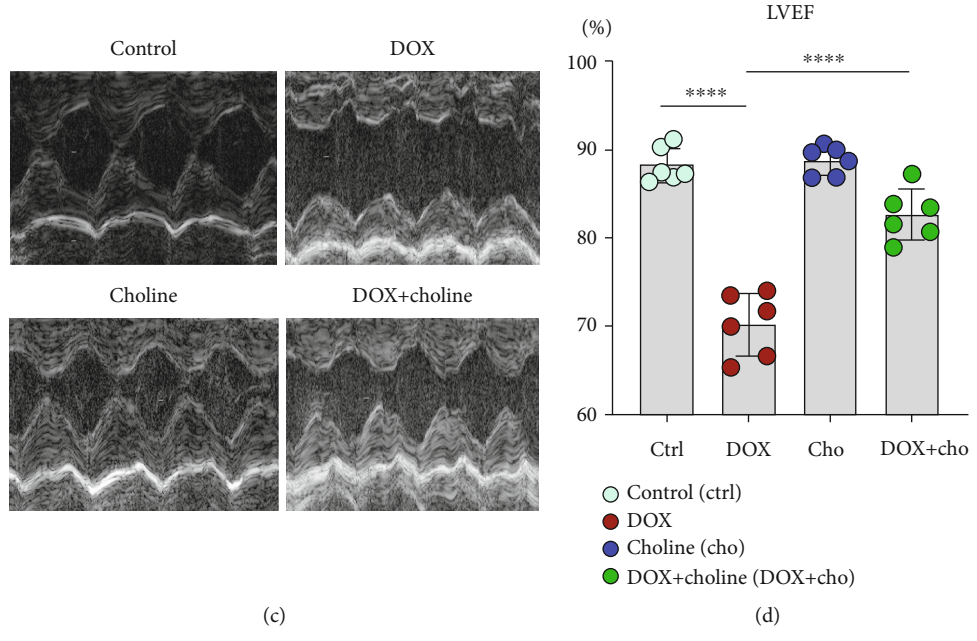 Control
DOX
Choline
DOX+choline
(c)
LVEF
(%)
****
****
100
90
80
70
60
Ctrl
DOX
Cho
DOX+cho
Control (ctrl)
DOX
Choline (cho)
DOX+choline (DOX+cho)
(d)